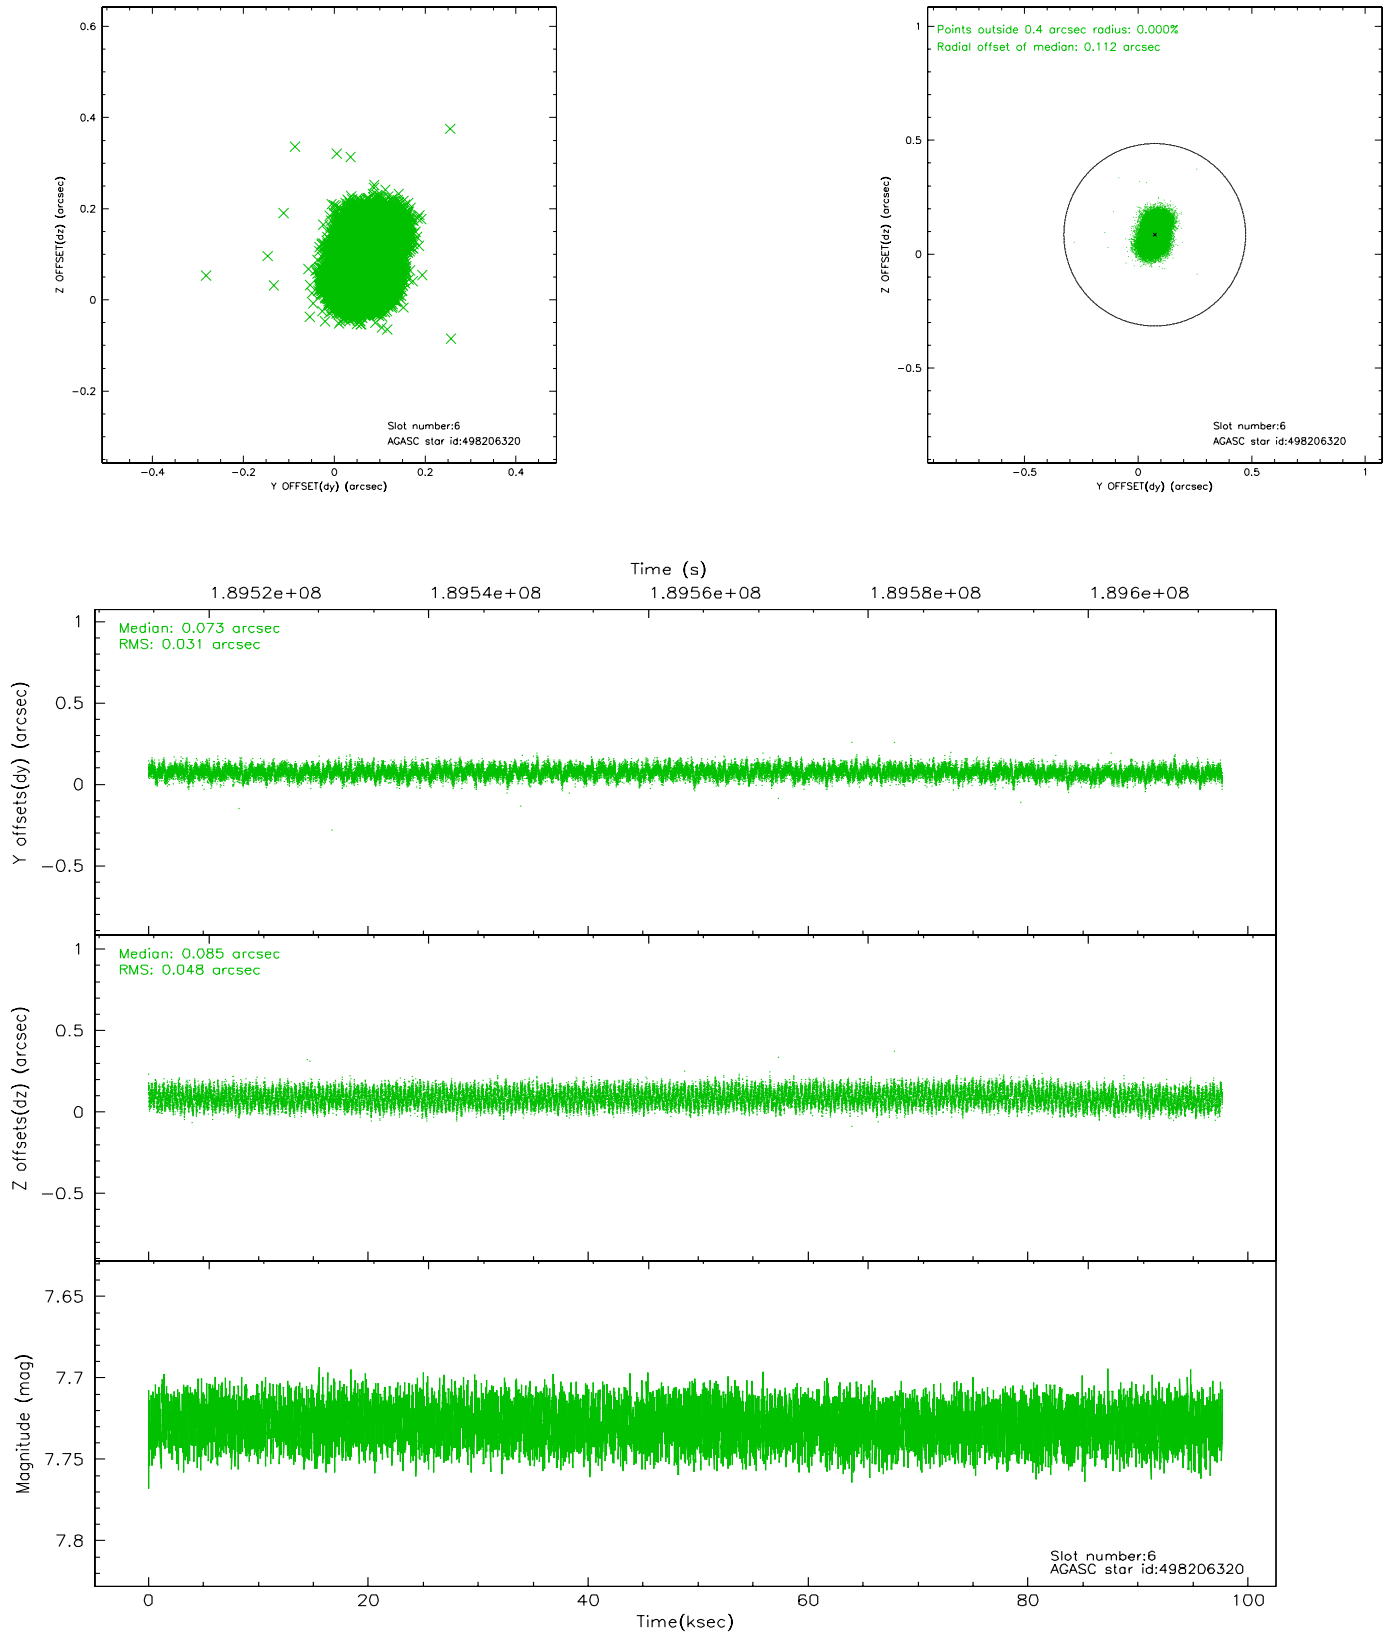 0.6
0.4
0.2
0
−0.2
Z OFFSET(dz) (arcsec)
Slot number:6
AGASC star id:498206320
−0.4
−0.2
0
0.2
0.4
Y OFFSET(dy) (arcsec)
Points outside 0.4 arcsec radius: 0.000%
Radial offset of median: 0.112 arcsec
1
0.5
0
−0.5
Z OFFSET(dz) (arcsec)
Slot number:6
AGASC star id:498206320
−0.5
0
0.5
1
Y OFFSET(dy) (arcsec)
Time (s)
1.8952e+08
1.8954e+08
1.8956e+08
1.8958e+08
1.896e+08
Median: 0.073 arcsec
RMS: 0.031 arcsec
1
0.5
0
−0.5
Y offsets(dy) (arcsec)
Median: 0.085 arcsec
RMS: 0.048 arcsec
1
0.5
0
−0.5
Z offsets(dz) (arcsec)
7.65
7.7
7.75
7.8
Magnitude (mag)
Slot number:6
AGASC star id:498206320
0
20
40
60
80
100
Time(ksec)